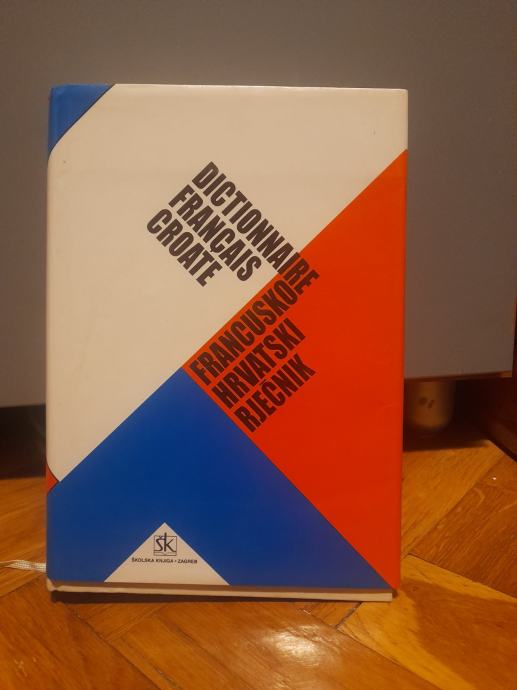 DICTIONNAIRE
FRANÇAIS
CROATE
FRANCUSKO
HRVATSKI
RJEČNIK
ŠK
ŠKOLSKA KNJIGA • ZAGREB